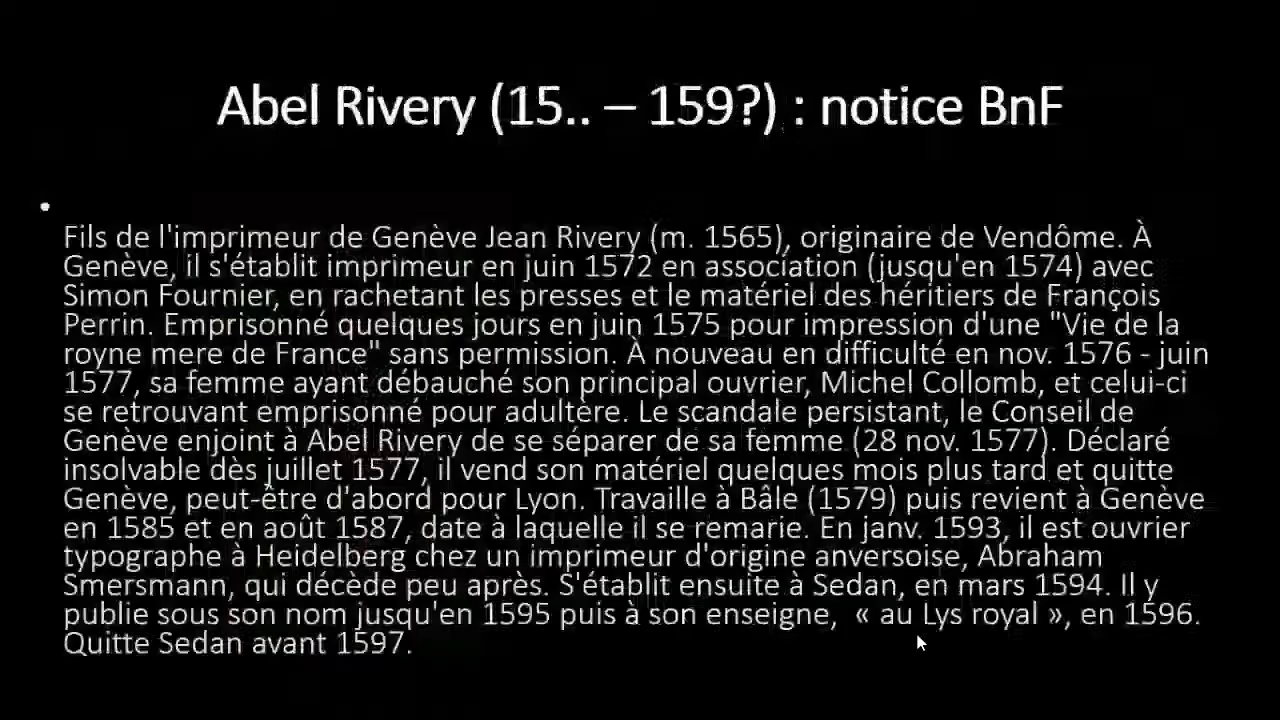 Abel Rivery (15.. – 159?) : notice BnF
Fils de l'imprimeur de Genève Jean Rivery (m. 1565), originaire de Vendôme. À
Genève, il s'établit imprimeur en juin 1572 en association (jusqu'en 1574) avec
Simon Fournier, en rachetant les presses et le matériel des héritiers de François
Perrin. Emprisonné quelques jours en juin 1575 pour impression d'une "Vie de la
royne mere de France" sans permission. À nouveau en difficulté en nov. 1576 - juin
1577, sa femme ayant débauché son principal ouvrier, Michel Collomb, et celui-ci
se retrouvant emprisonné pour adultère. Le scandale persistant, le Conseil de
Genève enjoint à Abel Rivery de se séparer de sa femme (28 nov. 1577). Déclaré
insolvable dès juillet 1577, il vend son matériel quelques mois plus tard et quitte
Genève, peut-être d'abord pour Lyon. Travaille à Bâle (1579) puis revient à Genève
en 1585 et en août 1587, date à laquelle il se remarie. En janv. 1593, il est ouvrier
typographe à Heidelberg chez un imprimeur d'origine anversoise, Abraham
Smersmann, qui décède peu après. S'établit ensuite à Sedan, en mars 1594. Il y
publie sous son nom jusqu'en 1595 puis à son enseigne,  « au Lys royal », en 1596.
Quitte Sedan avant 1597.